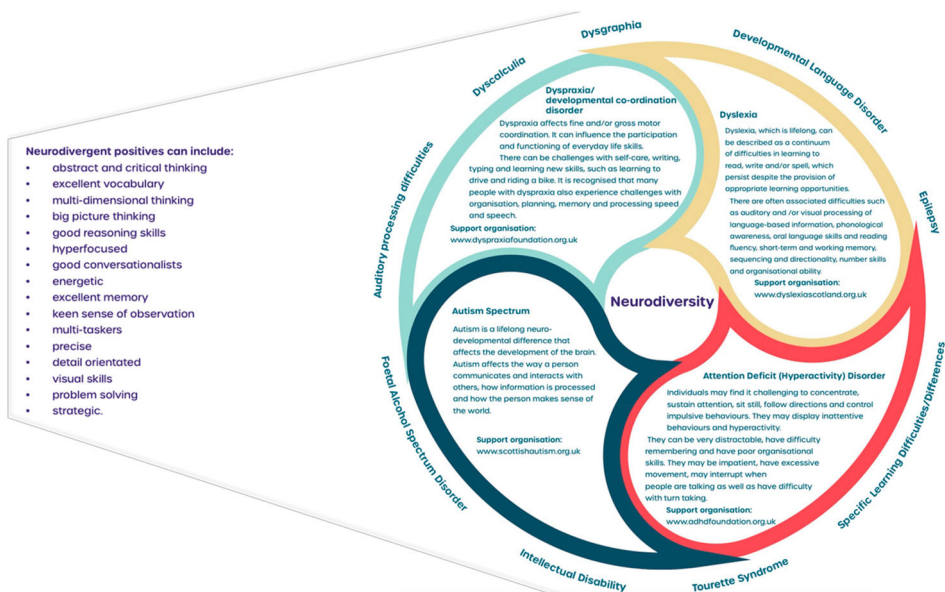 Neurodivergent positives can include:
• abstract and critical thinking
• excellent vocabulary
• multi-dimensional thinking
• big picture thinking
• good reasoning skills
• hyperfocused
• good conversationalists
• energetic
• excellent memory
• keen sense of observation
• multi-taskers
• precise
• detail orientated
• visual skills
• problem solving
• strategic.
Auditory processing difficulties
Dyscalculia
Dysgraphia
Developmental Language Disorder
Epilepsy
Specific Learning Difficulties/Differences
Tourette Syndrome
Intellectual Disability
Foetal Alcohol Spectrum Disorder
Dyspraxia/
developmental co-ordination
disorder
Dyspraxia affects fine and/or gross motor
coordination. It can influence the participation
and functioning of everyday life skills.
There can be challenges with self-care, writing,
typing and learning new skills, such as learning to
drive and riding a bike. It is recognised that many
people with dyspraxia also experience challenges with
organisation, planning, memory and processing speed
and speech.
Support organisation:
www.dyspraxiafoundation.org.uk
Dyslexia
Dyslexia, which is lifelong, can
be described as a continuum
of difficulties in learning to
read, write and/or spell, which
persist despite the provision of
appropriate learning opportunities.
There are often associated difficulties such
as auditory and /or visual processing of
language-based information, phonological
awareness, oral language skills and reading
fluency, short-term and working memory,
sequencing and directionality, number skills
and organisational ability.
Support organisation:
www.dyslexiascotland.org.uk
Neurodiversity
Autism Spectrum
Autism is a lifelong neuro-
developmental difference that
affects the development of the brain.
Autism affects the way a person
communicates and interacts with
others, how information is processed
and how the person makes sense of
the world.
Support organisation:
www.scottishautism.org.uk
Attention Deficit (Hyperactivity) Disorder
Individuals may find it challenging to concentrate,
sustain attention, sit still, follow directions and control
impulsive behaviours. They may display inattentive
behaviours and hyperactivity.
They can be very distractable, have difficulty
remembering and have poor organisational
skills. They may be impatient, have excessive
movement, may interrupt when
people are talking as well as have difficulty
with turn taking.
Support organisation:
www.adhdfoundation.org.uk